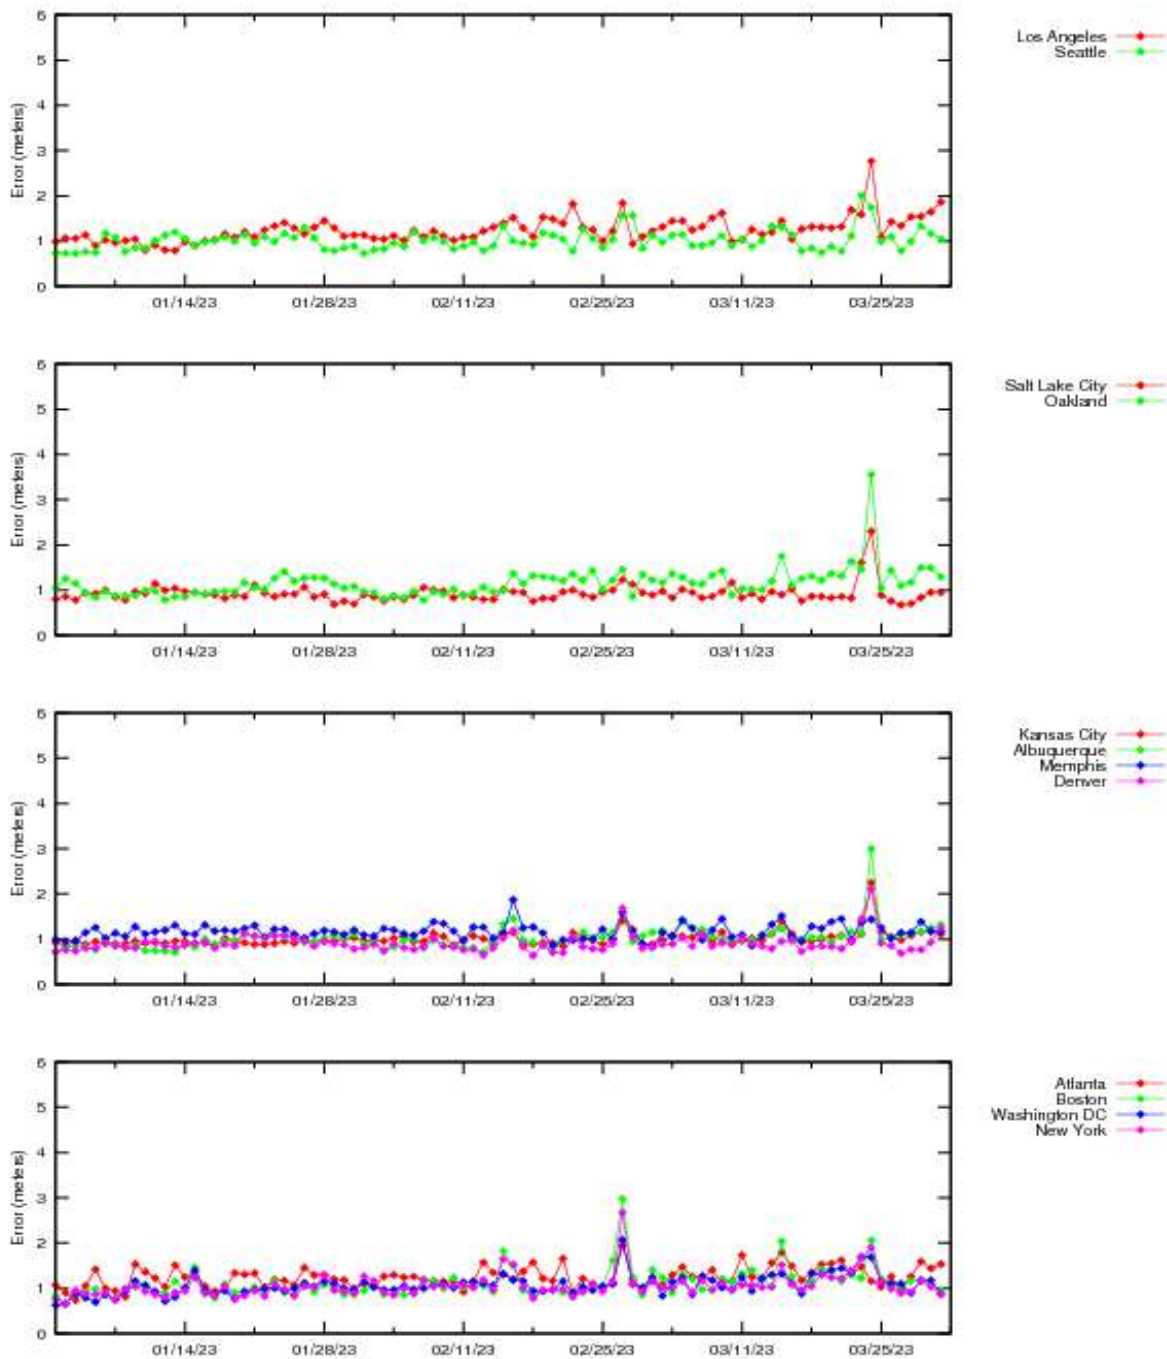 6
5
4
3
2
1
0
Error (meters)
01/14/23 01/28/23 02/11/23 02/25/23 03/11/23 03/25/23
Los Angeles
Seattle
6
5
4
3
2
1
0
Error (meters)
01/14/23 01/28/23 02/11/23 02/25/23 03/11/23 03/25/23
Salt Lake City
Oakland
6
5
4
3
2
1
0
Error (meters)
01/14/23 01/28/23 02/11/23 02/25/23 03/11/23 03/25/23
Kansas City
Albuquerque
Memphis
Denver
6
5
4
3
2
1
0
Error (meters)
01/14/23 01/28/23 02/11/23 02/25/23 03/11/23 03/25/23
Atlanta
Boston
Washington DC
New York